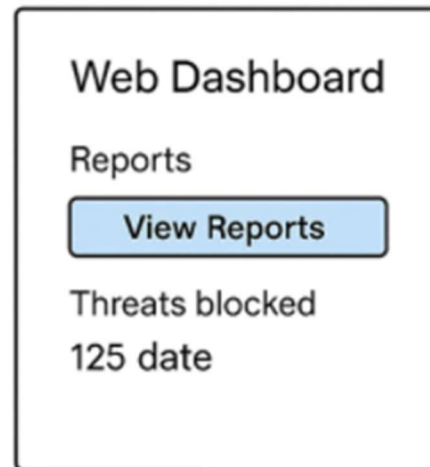 Web Dashboard
Reports
View Reports
Threats blocked
125 date